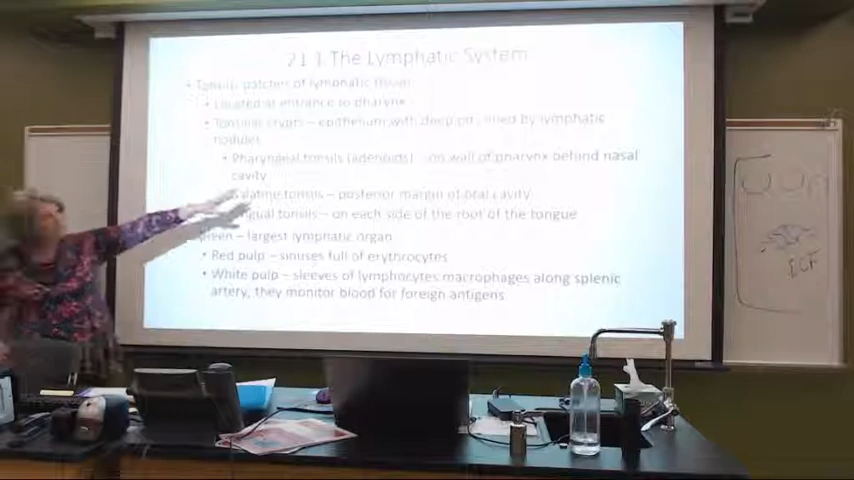 21.1 The Lymphatic System
• Tonsils: patches of lymphatic tissue
• Located at entrance to pharynx
• Tonsillar crypts – epithelium with deep pits lined by lymphatic
nodules
• Pharyngeal tonsils (adenoids) – on wall of pharynx behind nasal
cavity
tonsils – posterior margin of oral cavity
tonsils – on each side of the root of the tongue
– largest lymphatic organ
• Red pulp – sinuses full of erythrocytes
• White pulp – sleeves of lymphocytes, macrophages along splenic
artery, they monitor blood for foreign antigens